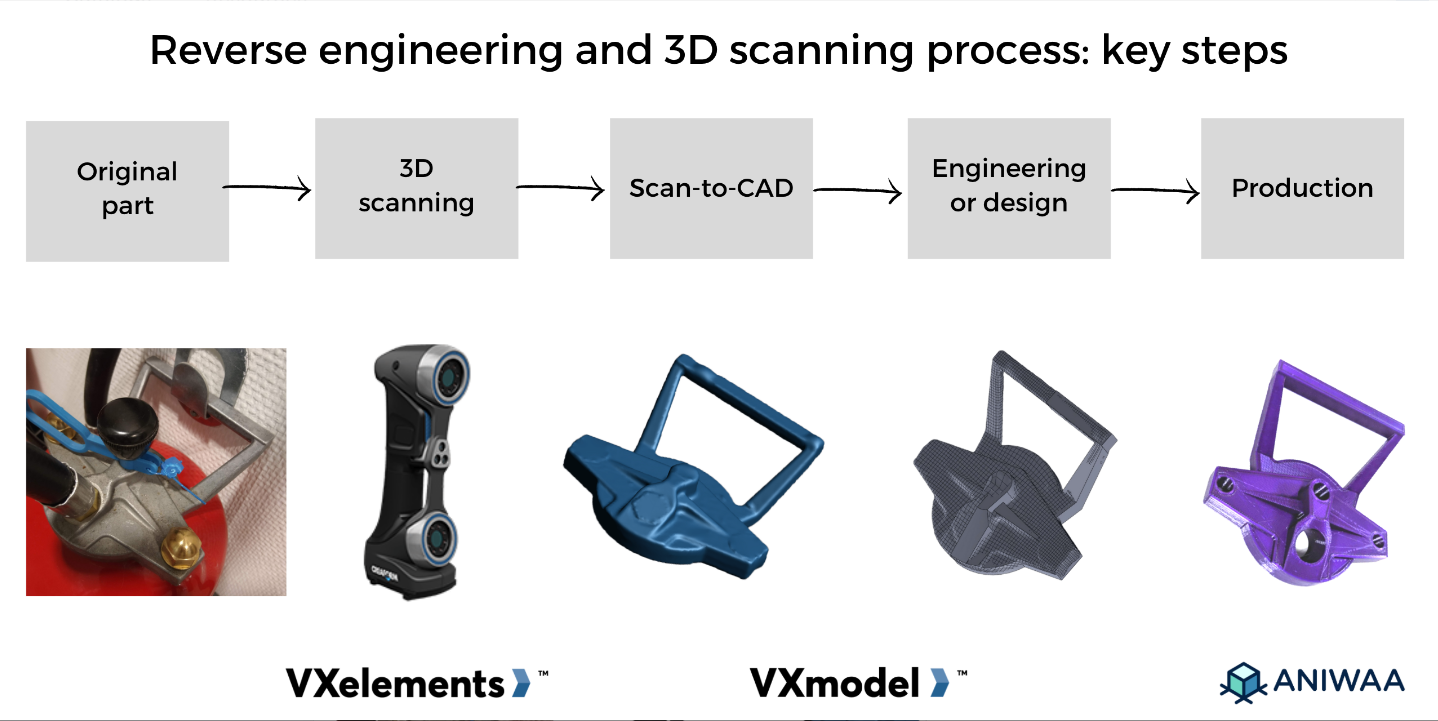 Reverse engineering and 3D scanning process: key steps
Original
part
3D
scanning
Scan-to-CAD
Engineering
or design
Production
CREAFORM
VXelements ™
VXmodel ™
ANIWAA